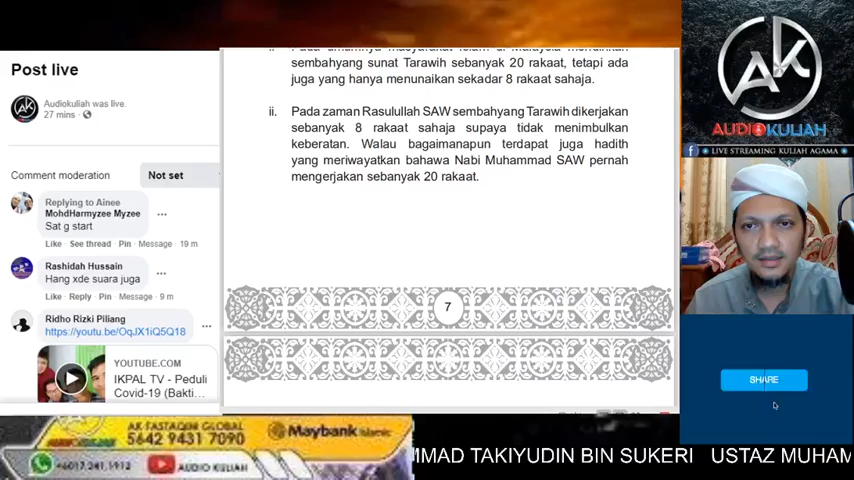 Post live
Audiokuliah was live.
27 mins
Comment moderation
Not set
Replying to Ainee
MohdHarmyzee Myzee
Sat g start
Like · See thread · Pin · Message · 19 m
Rashidah Hussain
Hang xde suara juga
Like · Reply · Pin · Message · 9 m
Ridho Rizki Piliang
https://youtu.be/OqJX1iQ5Q18
YOUTUBE.COM
IKPAL TV - Peduli
Covid-19 (Bakti...
sembahyang sunat Tarawih sebanyak 20 rakaat, tetapi ada
juga yang hanya menunaikan sekadar 8 rakaat sahaja.
ii. Pada zaman Rasulullah SAW sembahyang Tarawih dikerjakan
sebanyak 8 rakaat sahaja supaya tidak menimbulkan
keberatan. Walau bagaimanapun terdapat juga hadith
yang meriwayatkan bahawa Nabi Muhammad SAW pernah
mengerjakan sebanyak 20 rakaat.
7
AK
AUDIOKULIAH
f LIVE STREAMING KULIAH AGAMA
SHARE
AK FASTAQIM GLOBAL
5642 9431 7090
Maybank Islamic
+6017.241.1912
AUDIO KULIAH
MMAD TAKIYUDIN BIN SUKERI USTAZ MUHAM